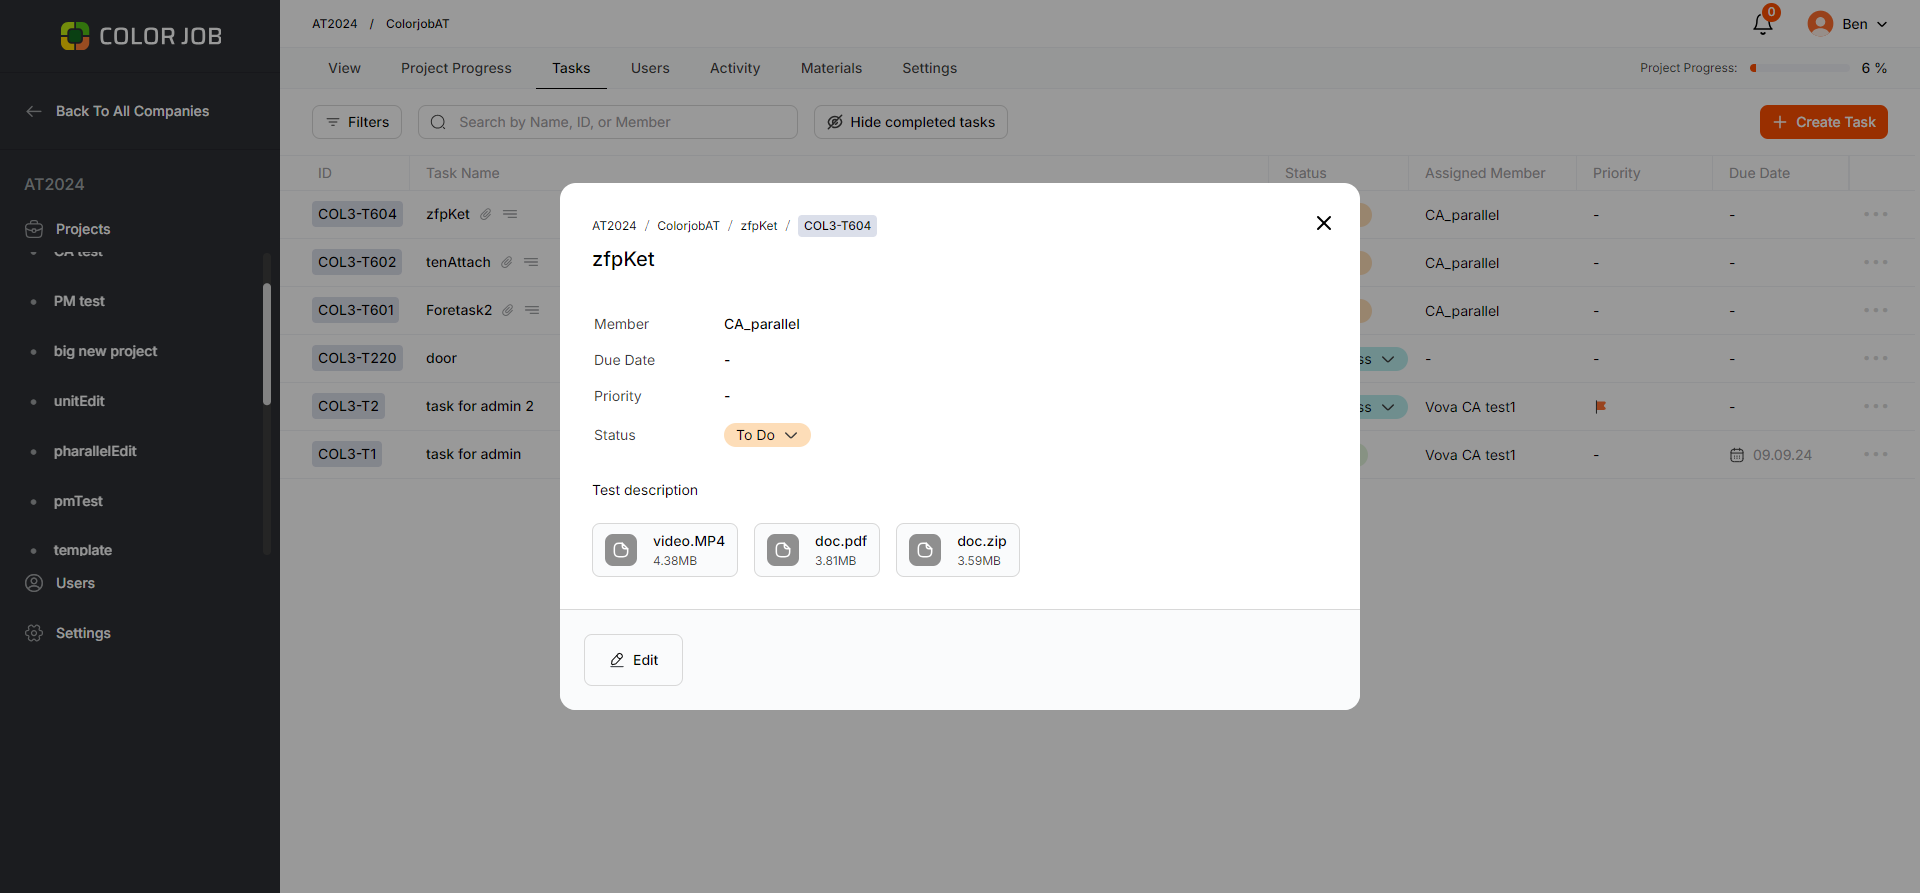 COLOR JOB
Back To All Companies
AT2024
Projects
CA test
PM test
big new project
unitEdit
pharallelEdit
pmTest
template
Users
Settings
AT2024 / ColorjobAT
0
Ben
View Project Progress Tasks Users Activity Materials Settings
Project Progress: 6 %
Filters
Search by Name, ID, or Member
Hide completed tasks
Create Task
ID Task Name Status Assigned Member Priority Due Date
COL3-T604 zfpKet CA_parallel - -
COL3-T602 tenAttach CA_parallel - -
COL3-T601 Foretask2 CA_parallel - -
COL3-T220 door ss - - -
COL3-T2 task for admin 2 ss Vova CA test1 -
COL3-T1 task for admin Vova CA test1 - 09.09.24
AT2024 / ColorjobAT / zfpKet / COL3-T604
zfpKet
Member CA_parallel
Due Date -
Priority -
Status To Do
Test description
video.MP4
4.38MB
doc.pdf
3.81MB
doc.zip
3.59MB
Edit